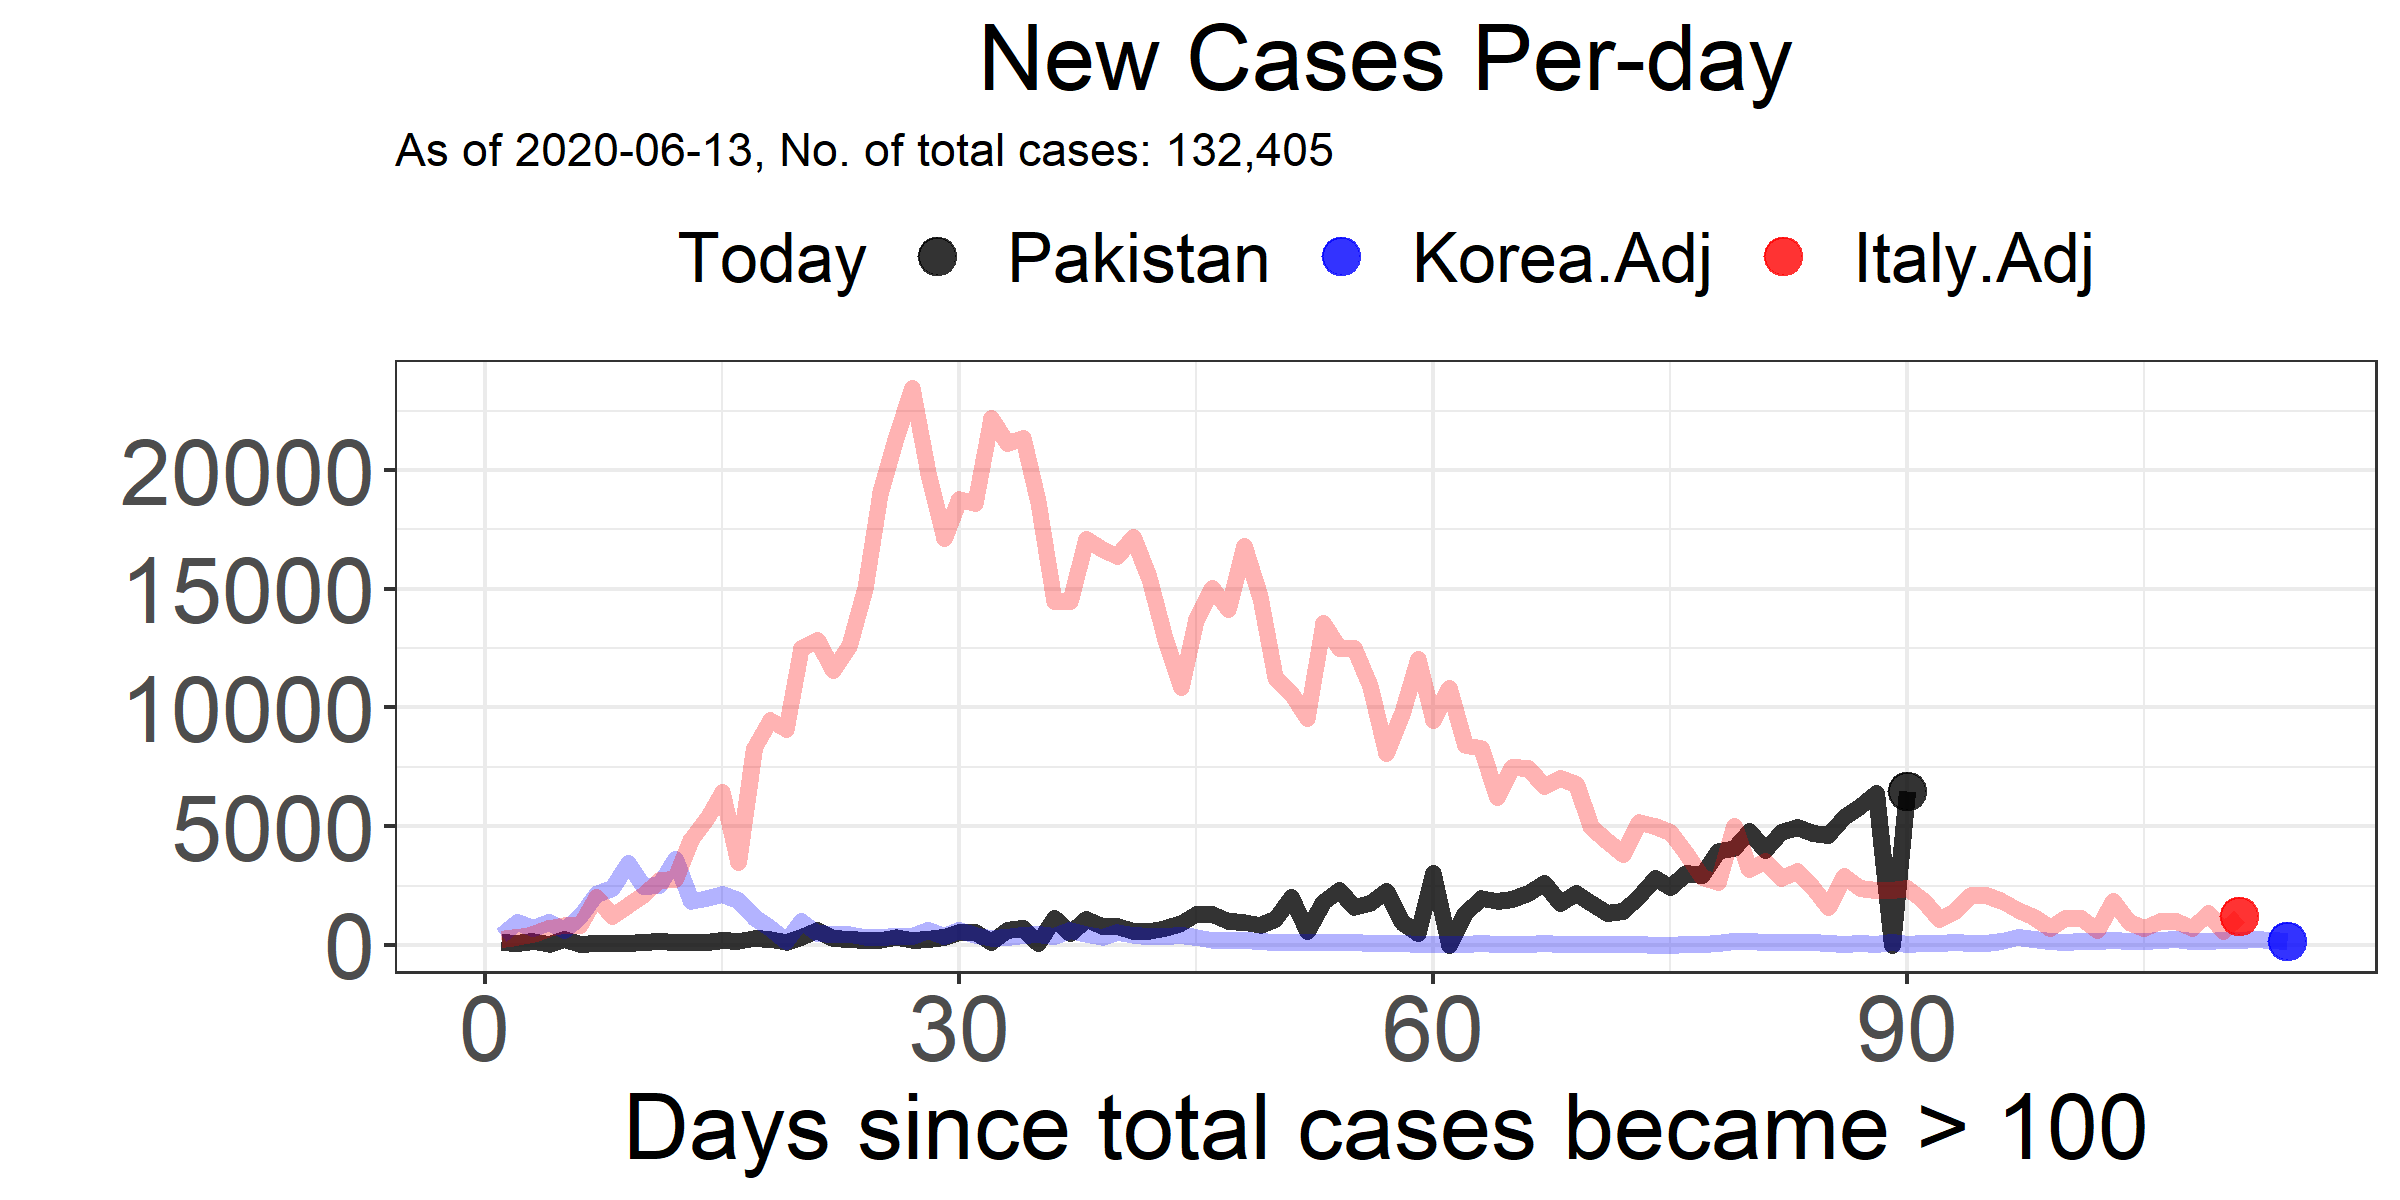 New Cases Per-day
As of 2020-06-13, No. of total cases: 132,405
Today Pakistan Korea.Adj Italy.Adj
20000
15000
10000
5000
0
0 30 60 90
Days since total cases became > 100